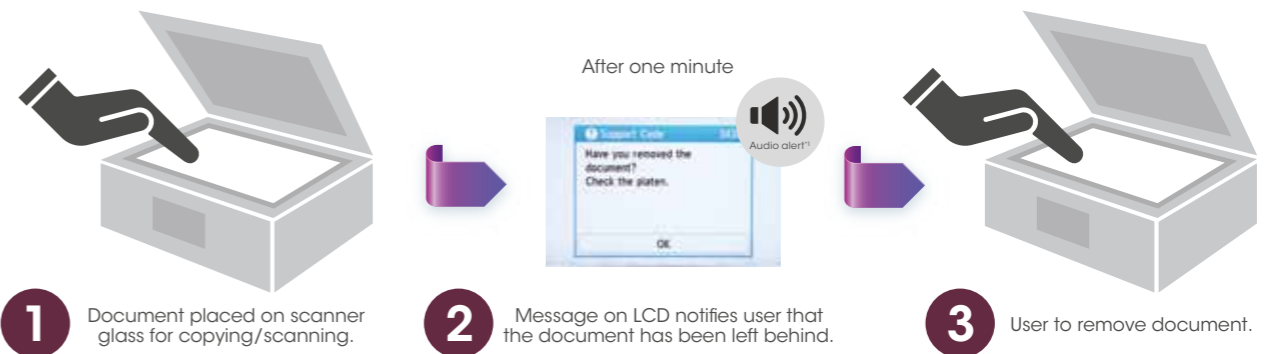 After one minute
Support Code
Have you removed the
document?
Check the platen.
OK
Audio alert*1
1
Document placed on scanner
glass for copying/scanning.
2
Message on LCD notifies user that
the document has been left behind.
3
User to remove document.